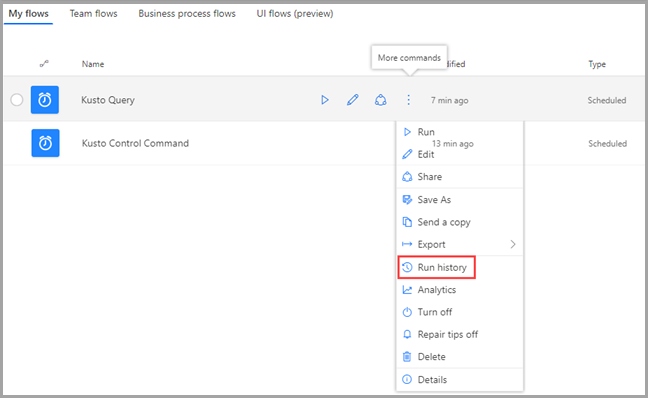 My flows Team flows Business process flows UI flows (preview)
More commands
Name dified Type
Kusto Query 7 min ago Scheduled
Run
Kusto Control Command 13 min ago Scheduled
Edit
Share
Save As
Send a copy
Export
Run history
Analytics
Turn off
Repair tips off
Delete
Details